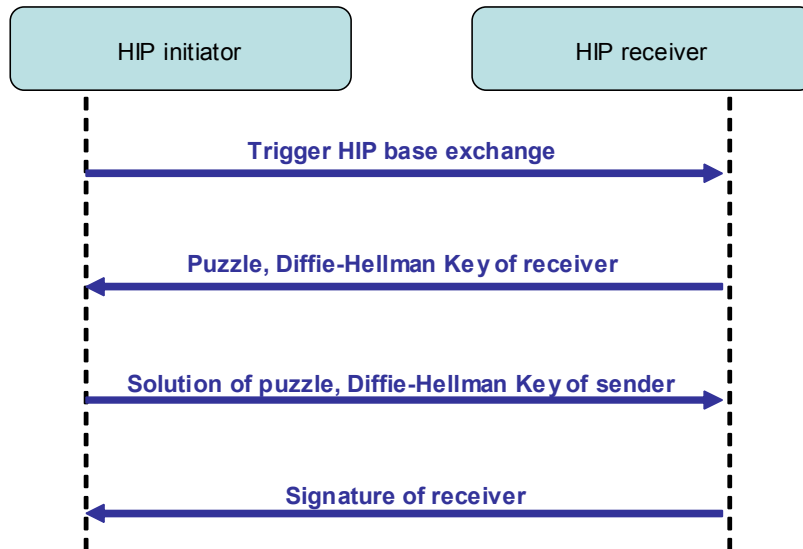 HIP initiator
HIP receiver
Trigger HIP base exchange
Puzzle, Diffie-Hellman Key of receiver
Solution of puzzle, Diffie-Hellman Key of sender
Signature of receiver